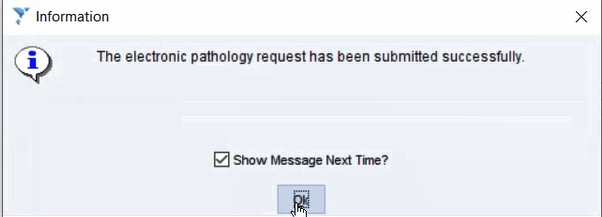 Information
The electronic pathology request has been submitted successfully.
Show Message Next Time?
Ok